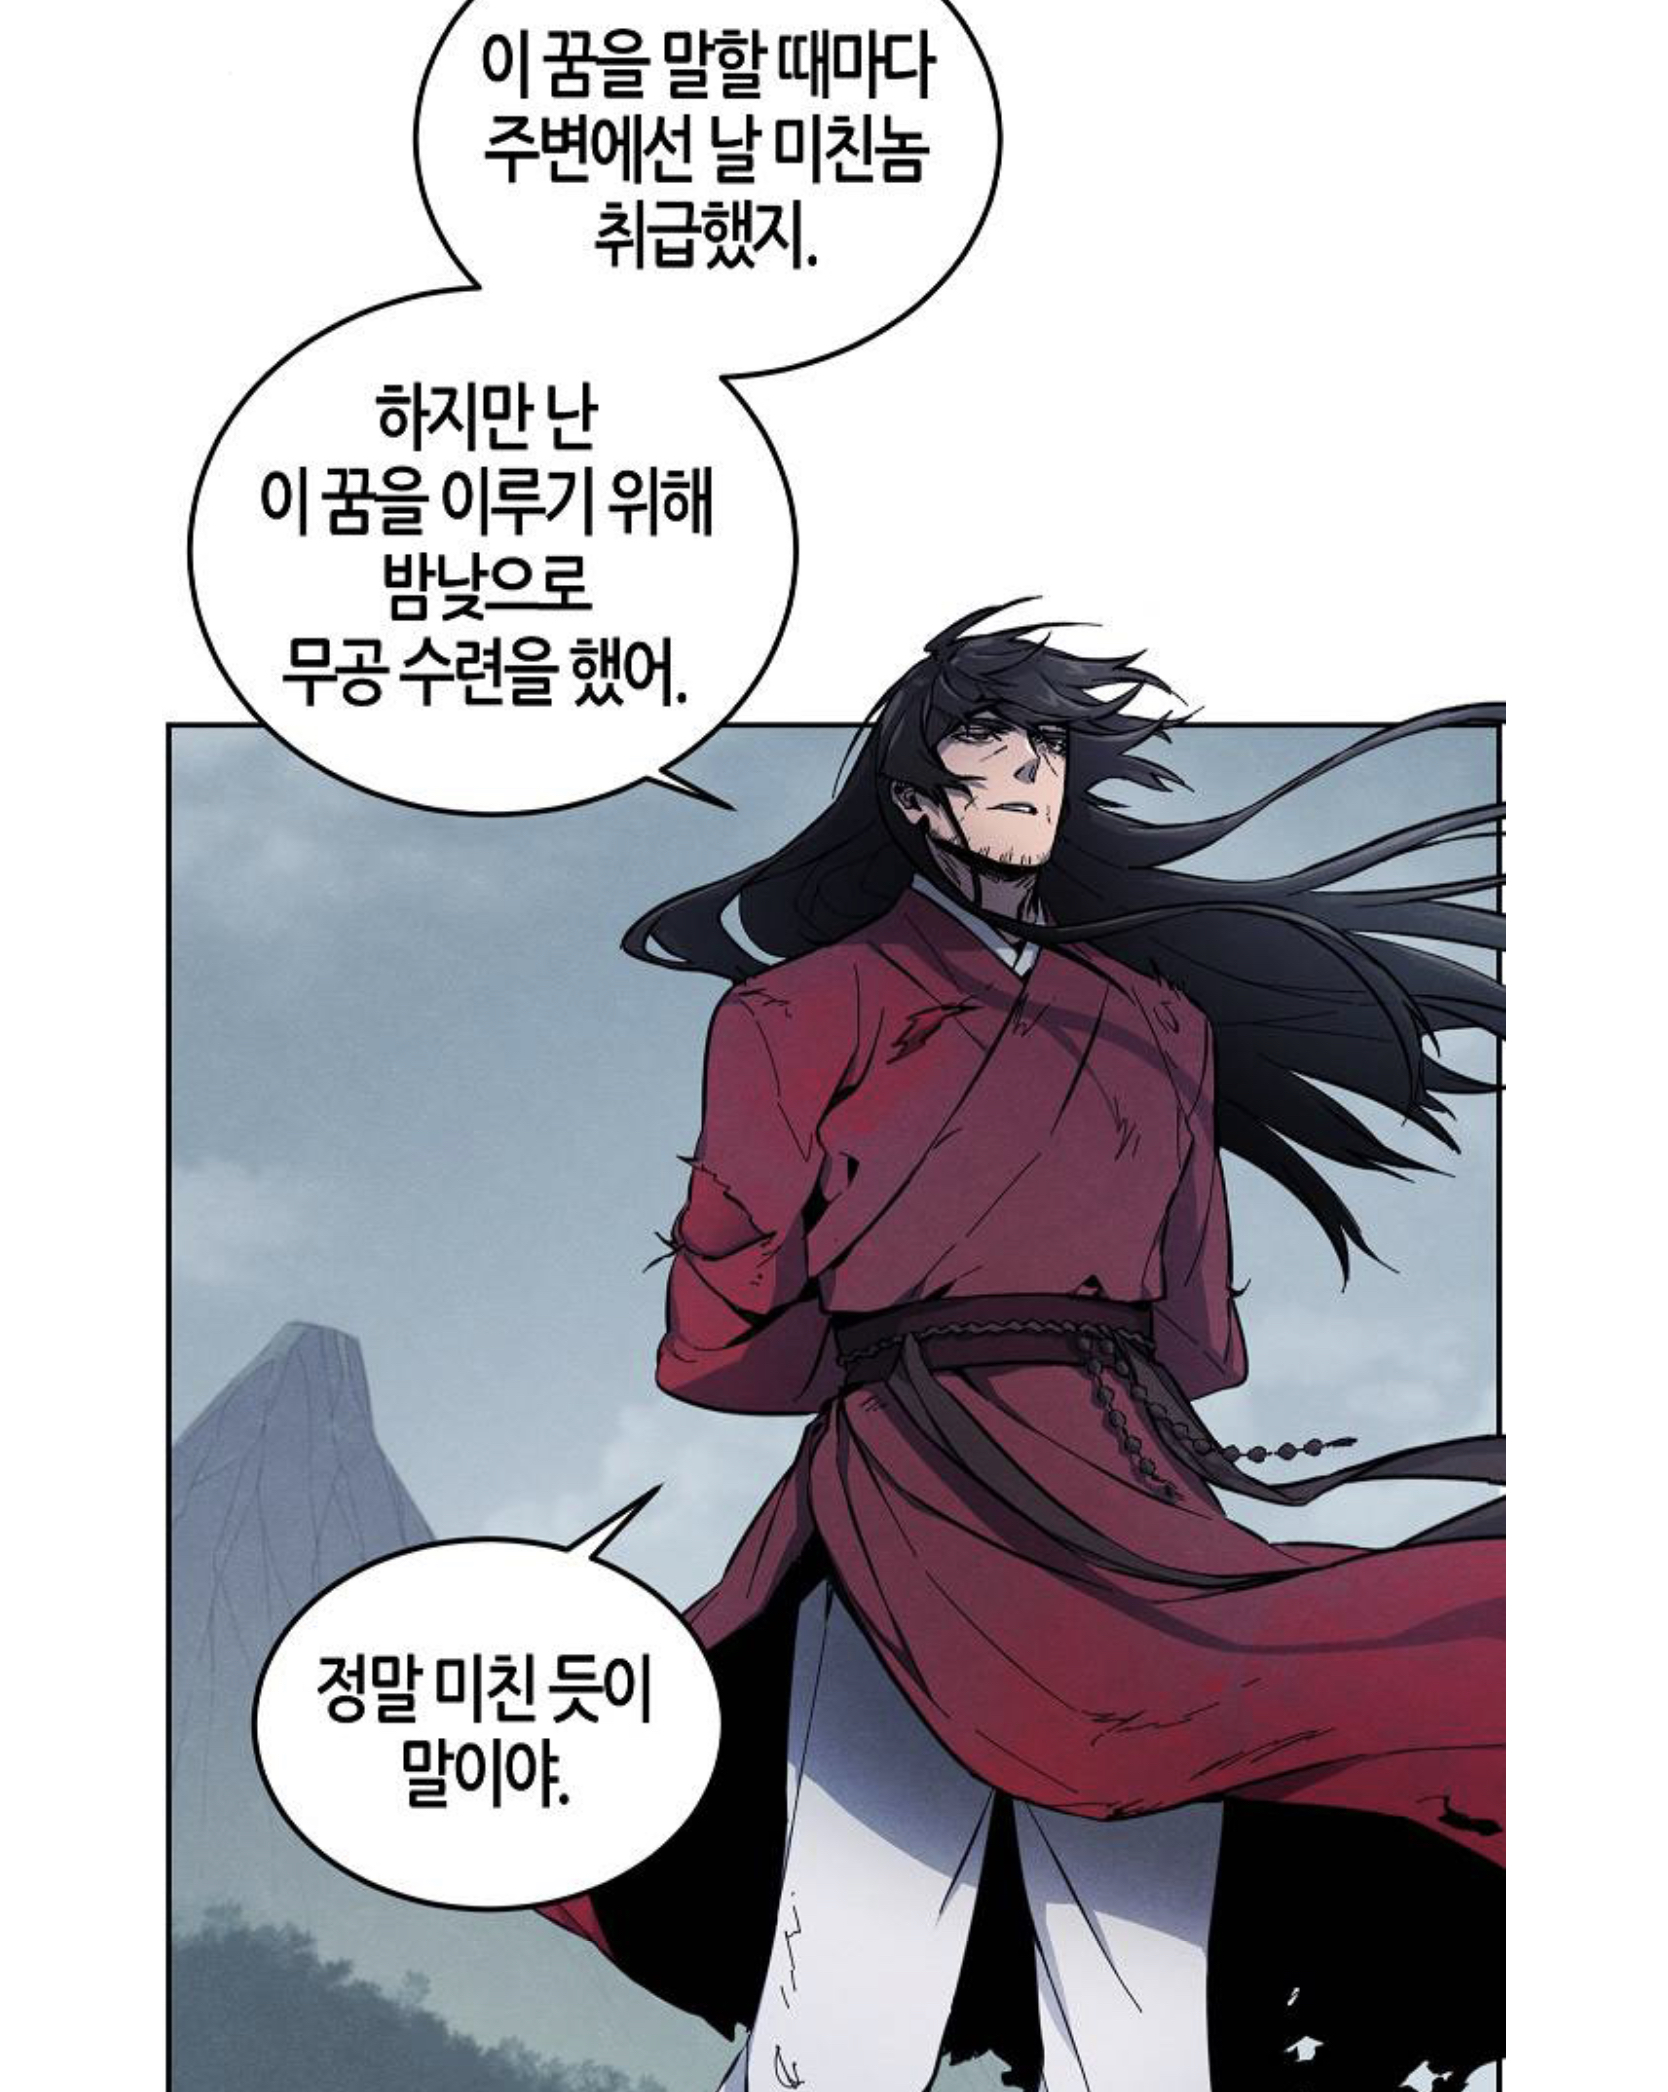 이 꿈을 말할 때마다
주변에선 날 미친놈
취급했지.
하지만 난
이 꿈을 이루기 위해
밤낮으로
무공 수련을 했어.
정말 미친 듯이
말이야.